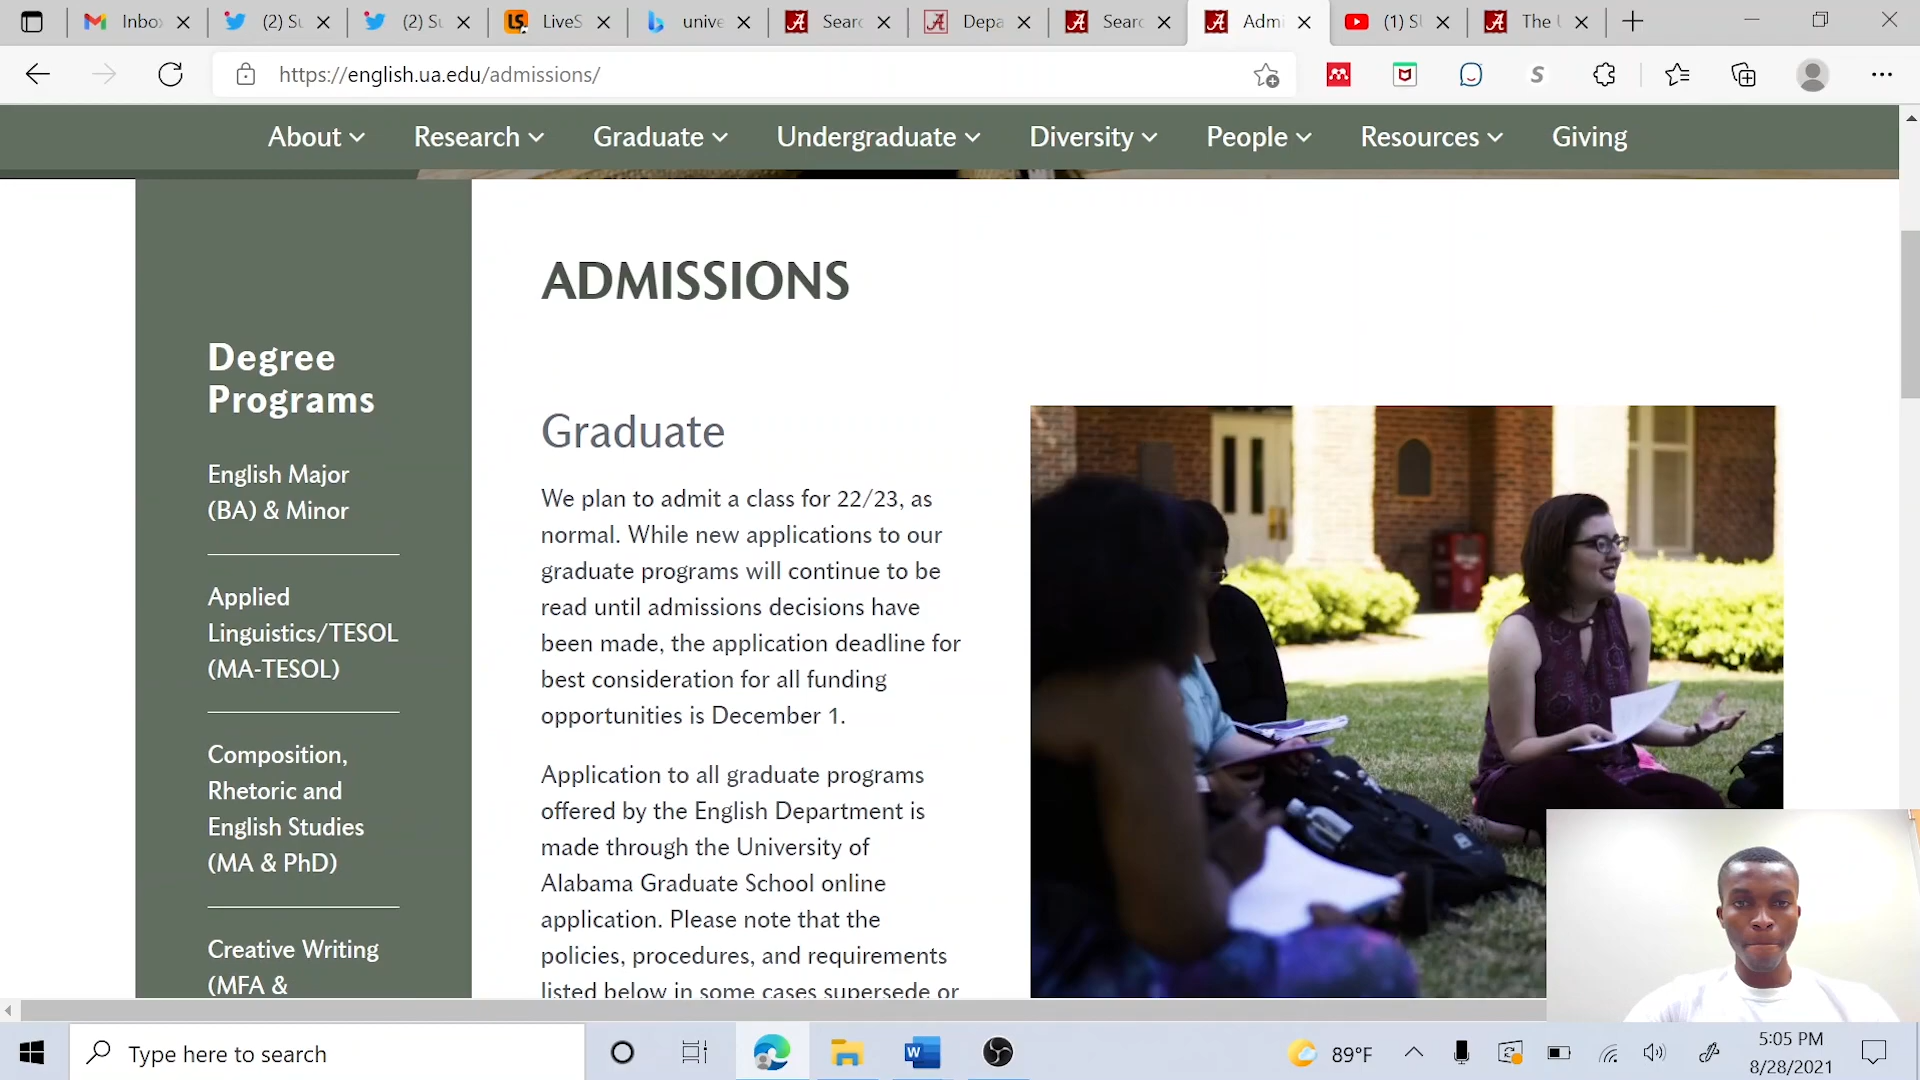 Inbo
(2) Su
(2) Su
LiveS
unive
Searc
Depa
Searc
Admi
(1) SU
The U
https://english.ua.edu/admissions/
About
Research
Graduate
Undergraduate
Diversity
People
Resources
Giving
ADMISSIONS
Degree
Programs
English Major
(BA) & Minor
Applied
Linguistics/TESOL
(MA-TESOL)
Composition,
Rhetoric and
English Studies
(MA & PhD)
Creative Writing
(MFA &
Graduate
We plan to admit a class for 22/23, as
normal. While new applications to our
graduate programs will continue to be
read until admissions decisions have
been made, the application deadline for
best consideration for all funding
opportunities is December 1.
Application to all graduate programs
offered by the English Department is
made through the University of
Alabama Graduate School online
application. Please note that the
policies, procedures, and requirements
listed below in some cases supersede or
Type here to search
89°F
5:05 PM
8/28/2021